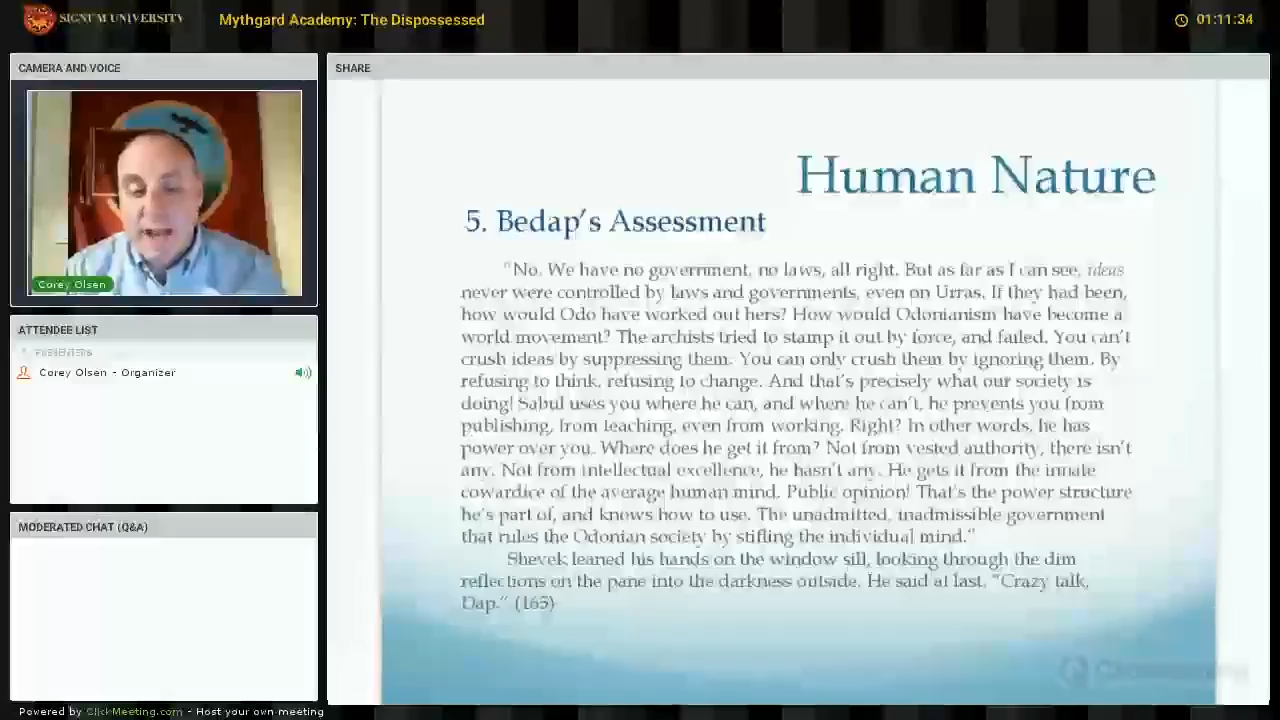 SIGNUM UNIVERSITY
Mythgard Academy: The Dispossessed
01:11:34
CAMERA AND VOICE
Corey Olsen
ATTENDEE LIST
PRESENTERS
Corey Olsen - Organizer
MODERATED CHAT (Q&A)
Powered by ClickMeeting.com - Host your own meeting
SHARE
Human Nature
5. Bedap's Assessment
"No. We have no government, no laws, all right. But as far as I can see, ideas
never were controlled by laws and governments, even on Urras. If they had been,
how would Odo have worked out hers? How would Odonianism have become a
world movement? The archists tried to stamp it out by force, and failed. You can't
crush ideas by suppressing them. You can only crush them by ignoring them. By
refusing to think, refusing to change. And that's precisely what our society is
doing! Sabul uses you where he can, and where he can't, he prevents you from
publishing, from teaching, even from working. Right? In other words, he has
power over you. Where does he get it from? Not from vested authority, there isn't
any. Not from intellectual excellence, he hasn't any. He gets it from the innate
cowardice of the average human mind. Public opinion! That's the power structure
he's part of, and knows how to use. The unadmitted, inadmissible government
that rules the Odonian society by stifling the individual mind."
Shevek leaned his hands on the window sill, looking through the dim
reflections on the pane into the darkness outside. He said at last, "Crazy talk,
Dap." (165)